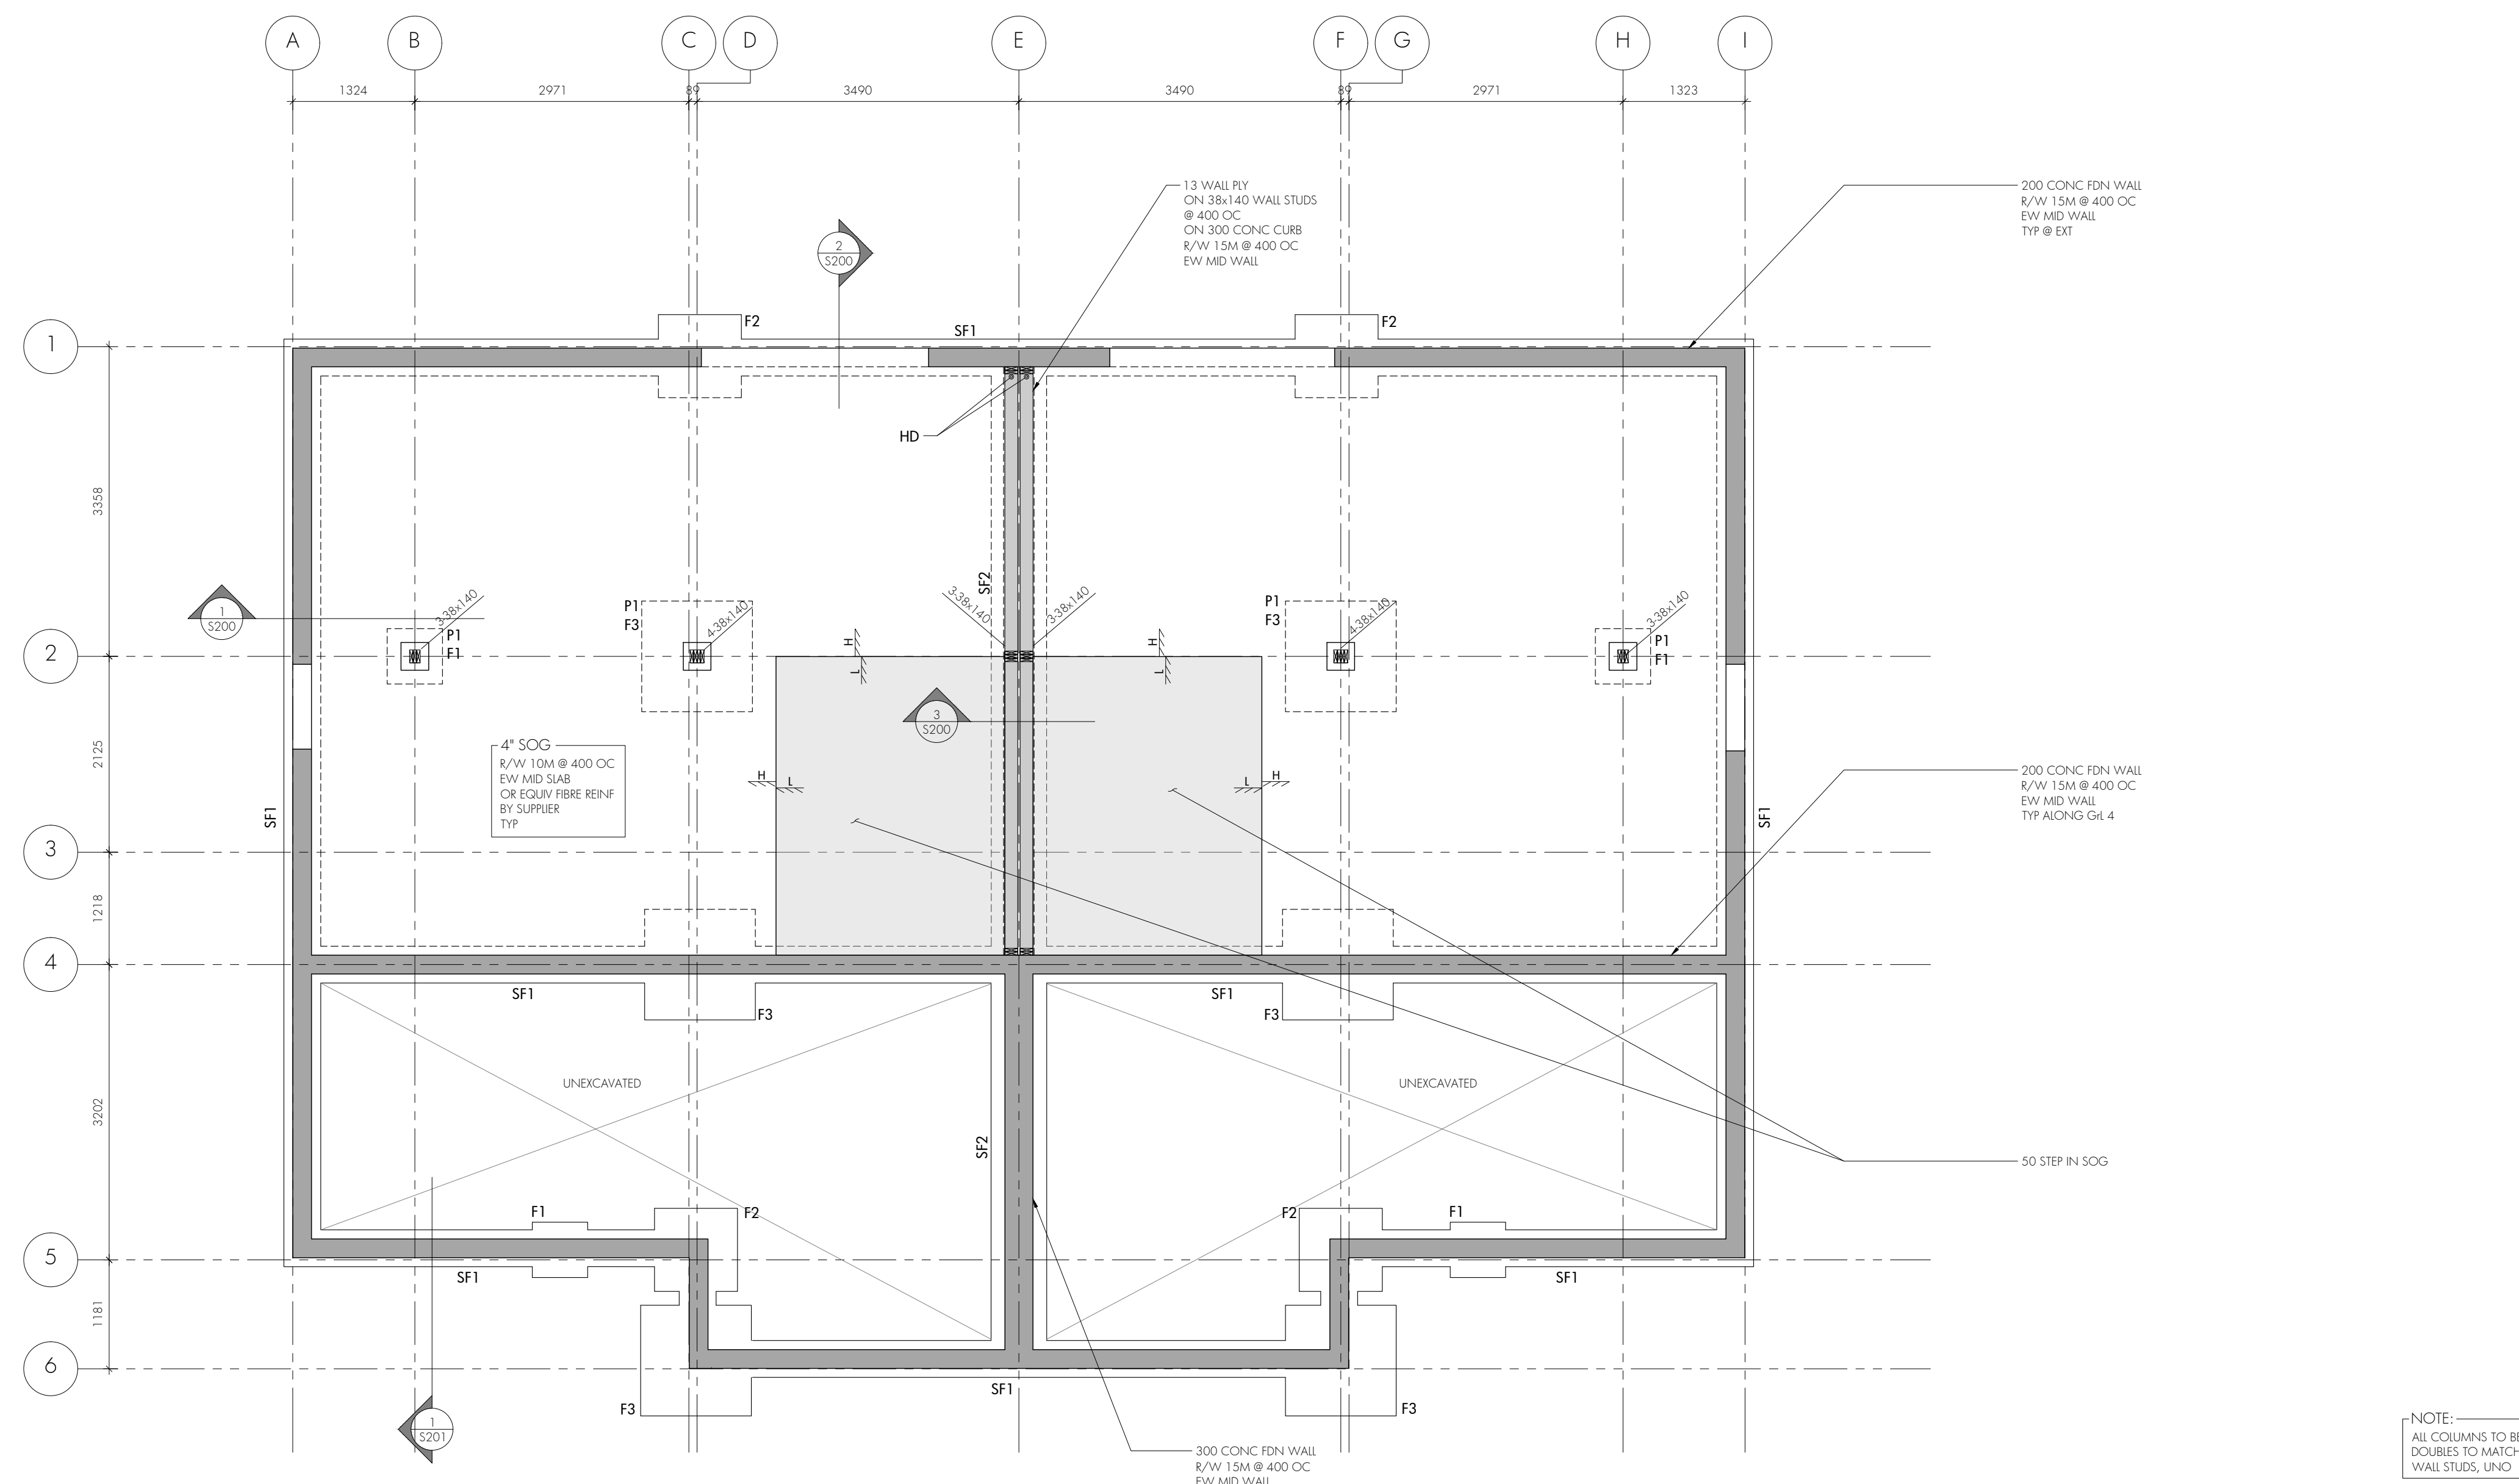 A B C D E F G H I
1324 2971 89 3490 3490 89 2971 1323
13 WALL PLY
ON 38x140 WALL STUDS
@ 400 OC
ON 300 CONC CURB
R/W 15M @ 400 OC
EW MID WALL
200 CONC FDN WALL
R/W 15M @ 400 OC
EW MID WALL
TYP @ EXT
2
S200
1
F2
SF1
F2
HD
3358
SF2
1
S200
3-38x140
P1
F1
P1
F3
4-38x140
3-38x140
3-38x140
P1
F3
4-38x140
3-38x140
P1
F1
2
H
L
H
L
3
S200
4" SOG
R/W 10M @ 400 OC
EW MID SLAB
OR EQUIV FIBRE REINF
BY SUPPLIER
TYP
2125
H
L
L
H
200 CONC FDN WALL
R/W 15M @ 400 OC
EW MID WALL
TYP ALONG GrL 4
SF1
SF1
3
1218
4
SF1
F3
SF1
F3
UNEXCAVATED
UNEXCAVATED
3202
SF2
50 STEP IN SOG
F1
F2
F2
F1
5
SF1
SF1
1181
6
SF1
F3
F3
1
S201
300 CONC FDN WALL
R/W 15M @ 400 OC
EW MID WALL
NOTE:
ALL COLUMNS TO BE
DOUBLES TO MATCH
WALL STUDS, UNO